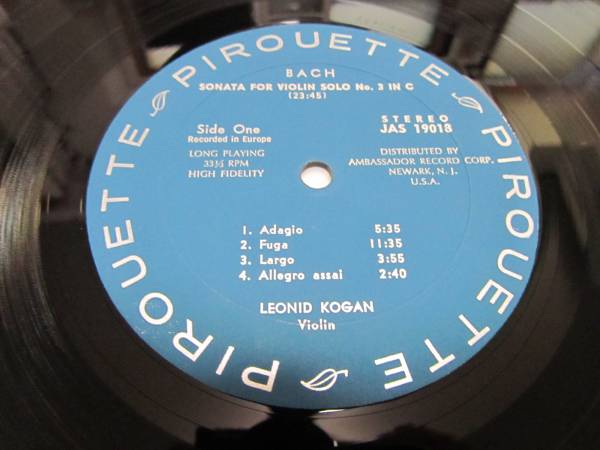 PIROUETTE PIROUETTE PIROUETTE PIROUETTE
BACH
SONATA FOR VIOLIN SOLO No. 3 IN C
(23:45)
Side One
Recorded in Europe
LONG PLAYING
33⅓ RPM
HIGH FIDELITY
STEREO
JAS 19018
DISTRIBUTED BY
AMBASSADOR RECORD CORP.
NEWARK, N. J.
U.S.A.
1. Adagio 5:35
2. Fuga 11:35
3. Largo 3:55
4. Allegro assai 2:40
LEONID KOGAN
Violin